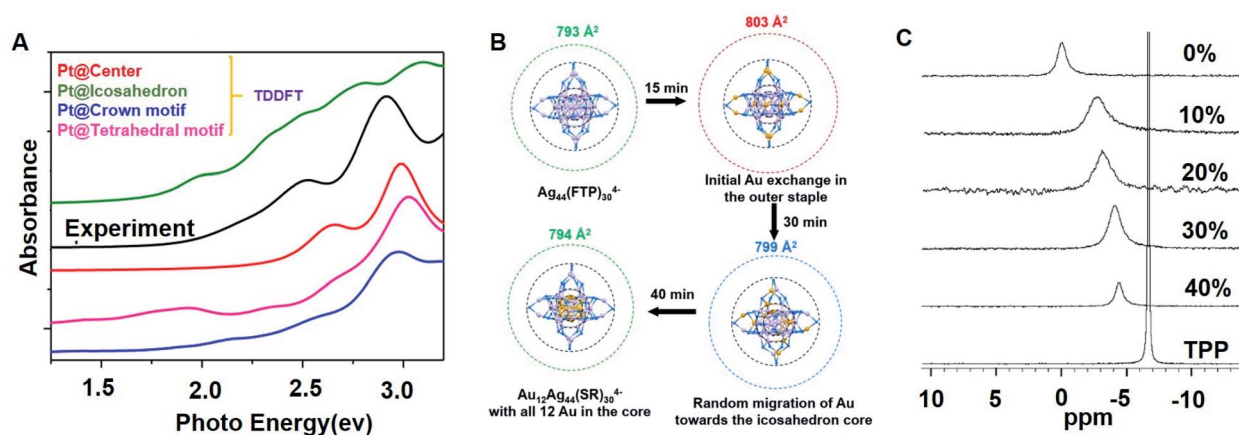 A
Pt@Center
Pt@Icosahedron
Pt@Crown motif
Pt@Tetrahedral motif
TDDFT
Experiment
Absorbance
1.5 2.0 2.5 3.0
Photo Energy(ev)
B
793 Å²
803 Å²
15 min
Ag₄₄(FTP)₃₀⁴⁻
Initial Au exchange in
the outer staple
30 min
794 Å²
799 Å²
40 min
Au₁₂Ag₄₄(SR)₃₀⁴⁻
with all 12 Au in the core
Random migration of Au
towards the icosahedron core
C
0%
10%
20%
30%
40%
TPP
10 5 0 -5 -10
ppm